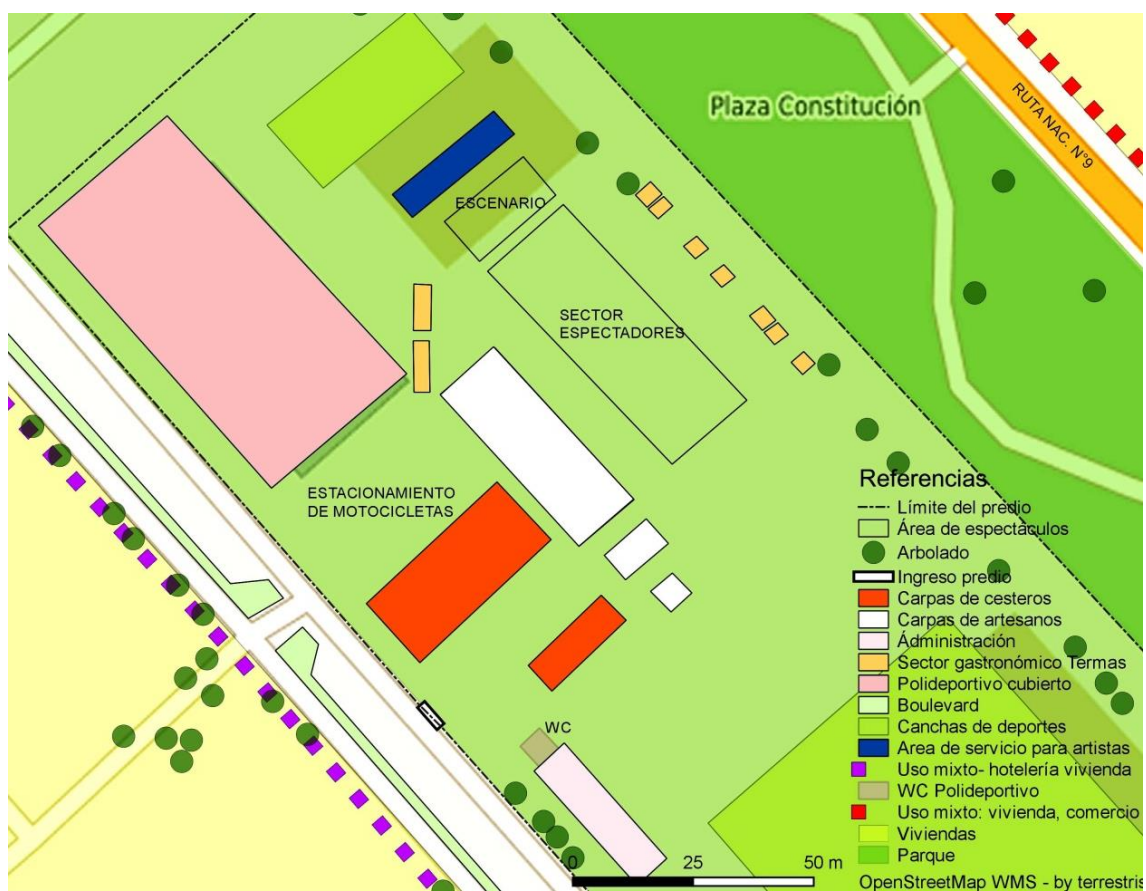 Plaza Constitución
RUTA NAC. N°9
ESCENARIO
SECTOR
ESPECTADORES
ESTACIONAMIENTO
DE MOTOCICLETAS
WC
Referencias
Límite del predio
Área de espectáculos
Arbolado
Ingreso predio
Carpas de cesteros
Carpas de artesanos
Ádministración
Sector gastronómico Termas
Polideportivo cubierto
Boulevard
Canchas de deportes
Area de servicio para artistas
Uso mixto- hotelería vivienda
WC Polideportivo
Uso mixto: vivienda, comercio
Viviendas
Parque
0 25 50 m
OpenStreetMap WMS - by terrestris